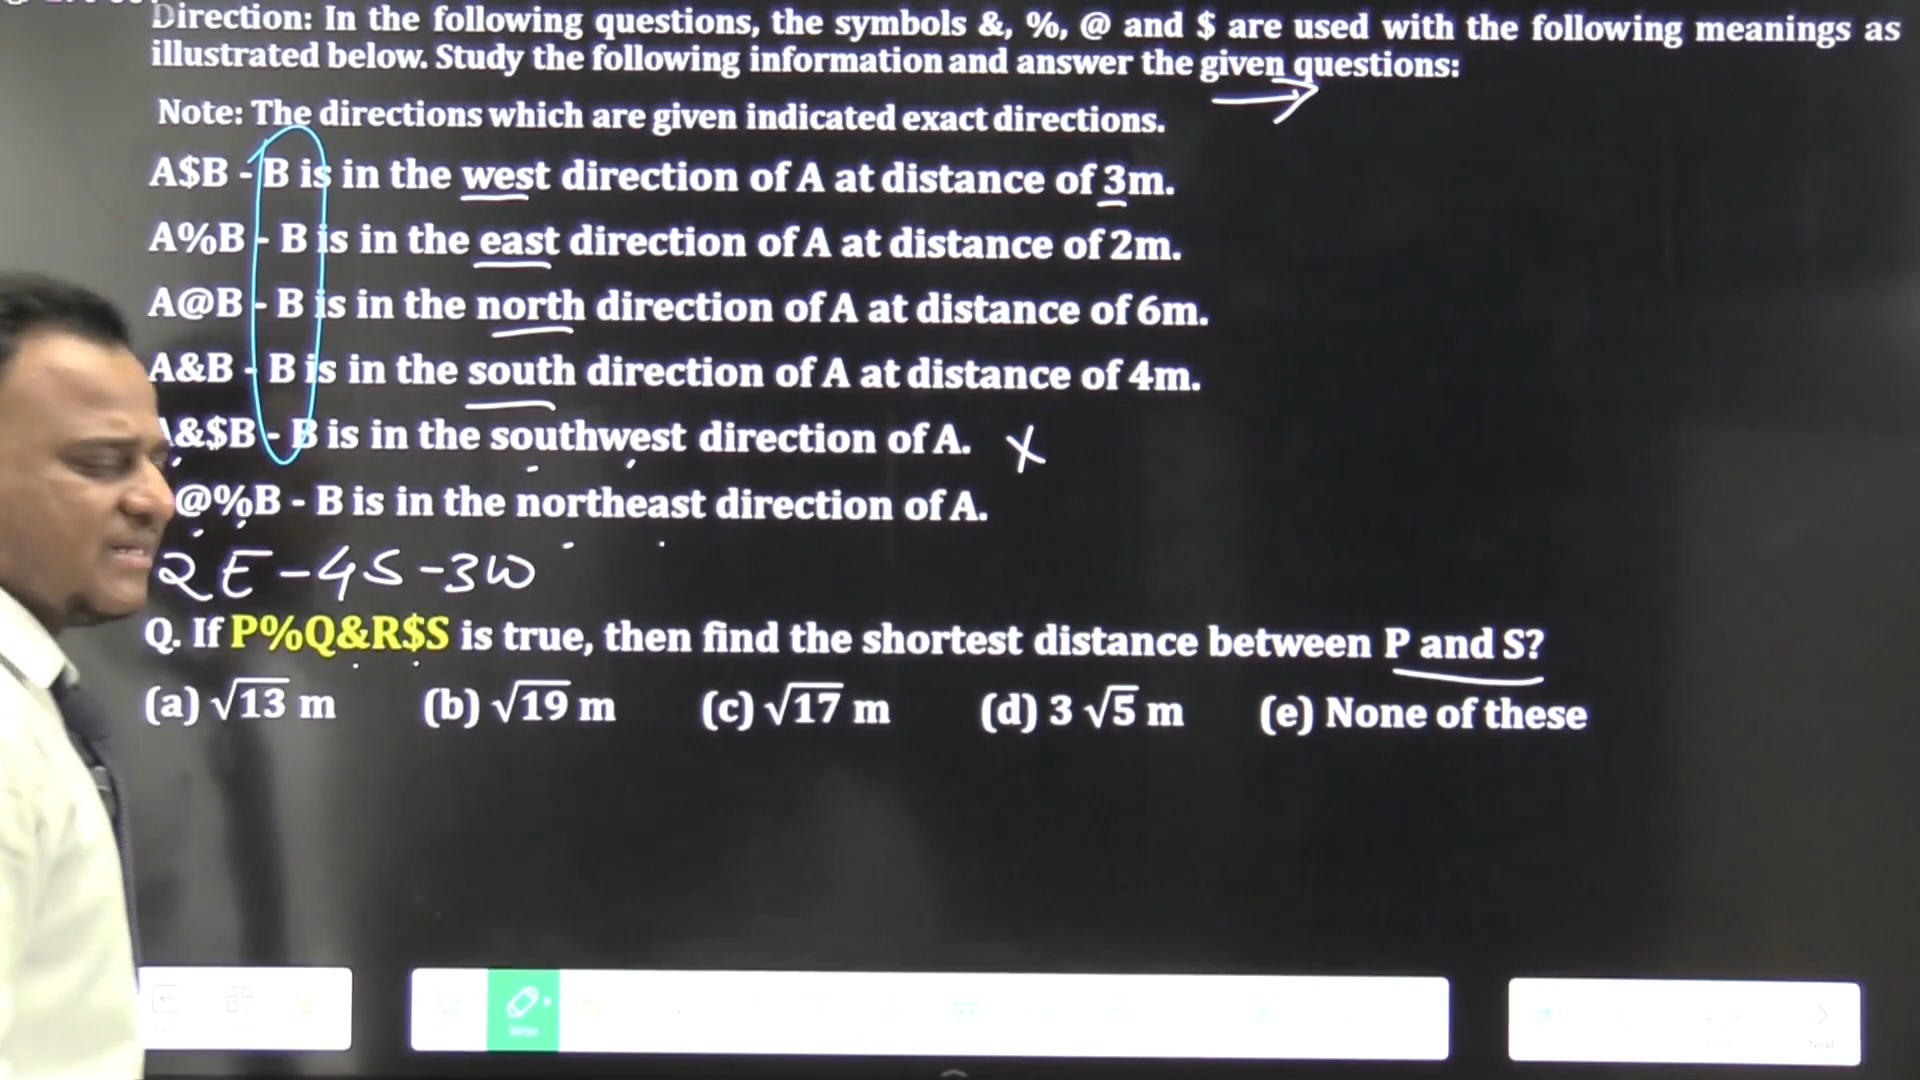 Direction: In the following questions, the symbols &, %, @ and $ are used with the following meanings as
illustrated below. Study the following information and answer the given questions:
Note: The directions which are given indicated exact directions.
A$B - B is in the west direction of A at distance of 3m.
A%B - B is in the east direction of A at distance of 2m.
A@B - B is in the north direction of A at distance of 6m.
A&B - B is in the south direction of A at distance of 4m.
A&$B - B is in the southwest direction of A. X
@%B - B is in the northeast direction of A.
2E-4S-3W
Q. If P%Q&R$S is true, then find the shortest distance between P and S?
(a) √13 m (b) √19 m (c) √17 m (d) 3 √5 m (e) None of these
Next